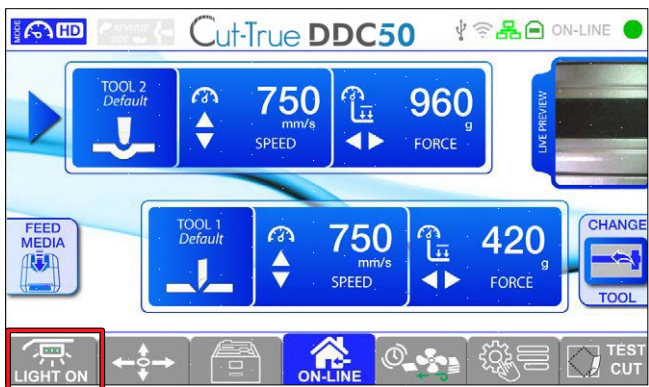 MODE HD
REVERSE
SIDE
Cut-True DDC50
ON-LINE
TOOL 2
Default
750
mm/s
SPEED
960
g
FORCE
LIVE PREVIEW
FEED
MEDIA
TOOL 1
Default
750
mm/s
SPEED
420
g
FORCE
CHANGE
TOOL
LIGHT ON
ON-LINE
TEST
CUT